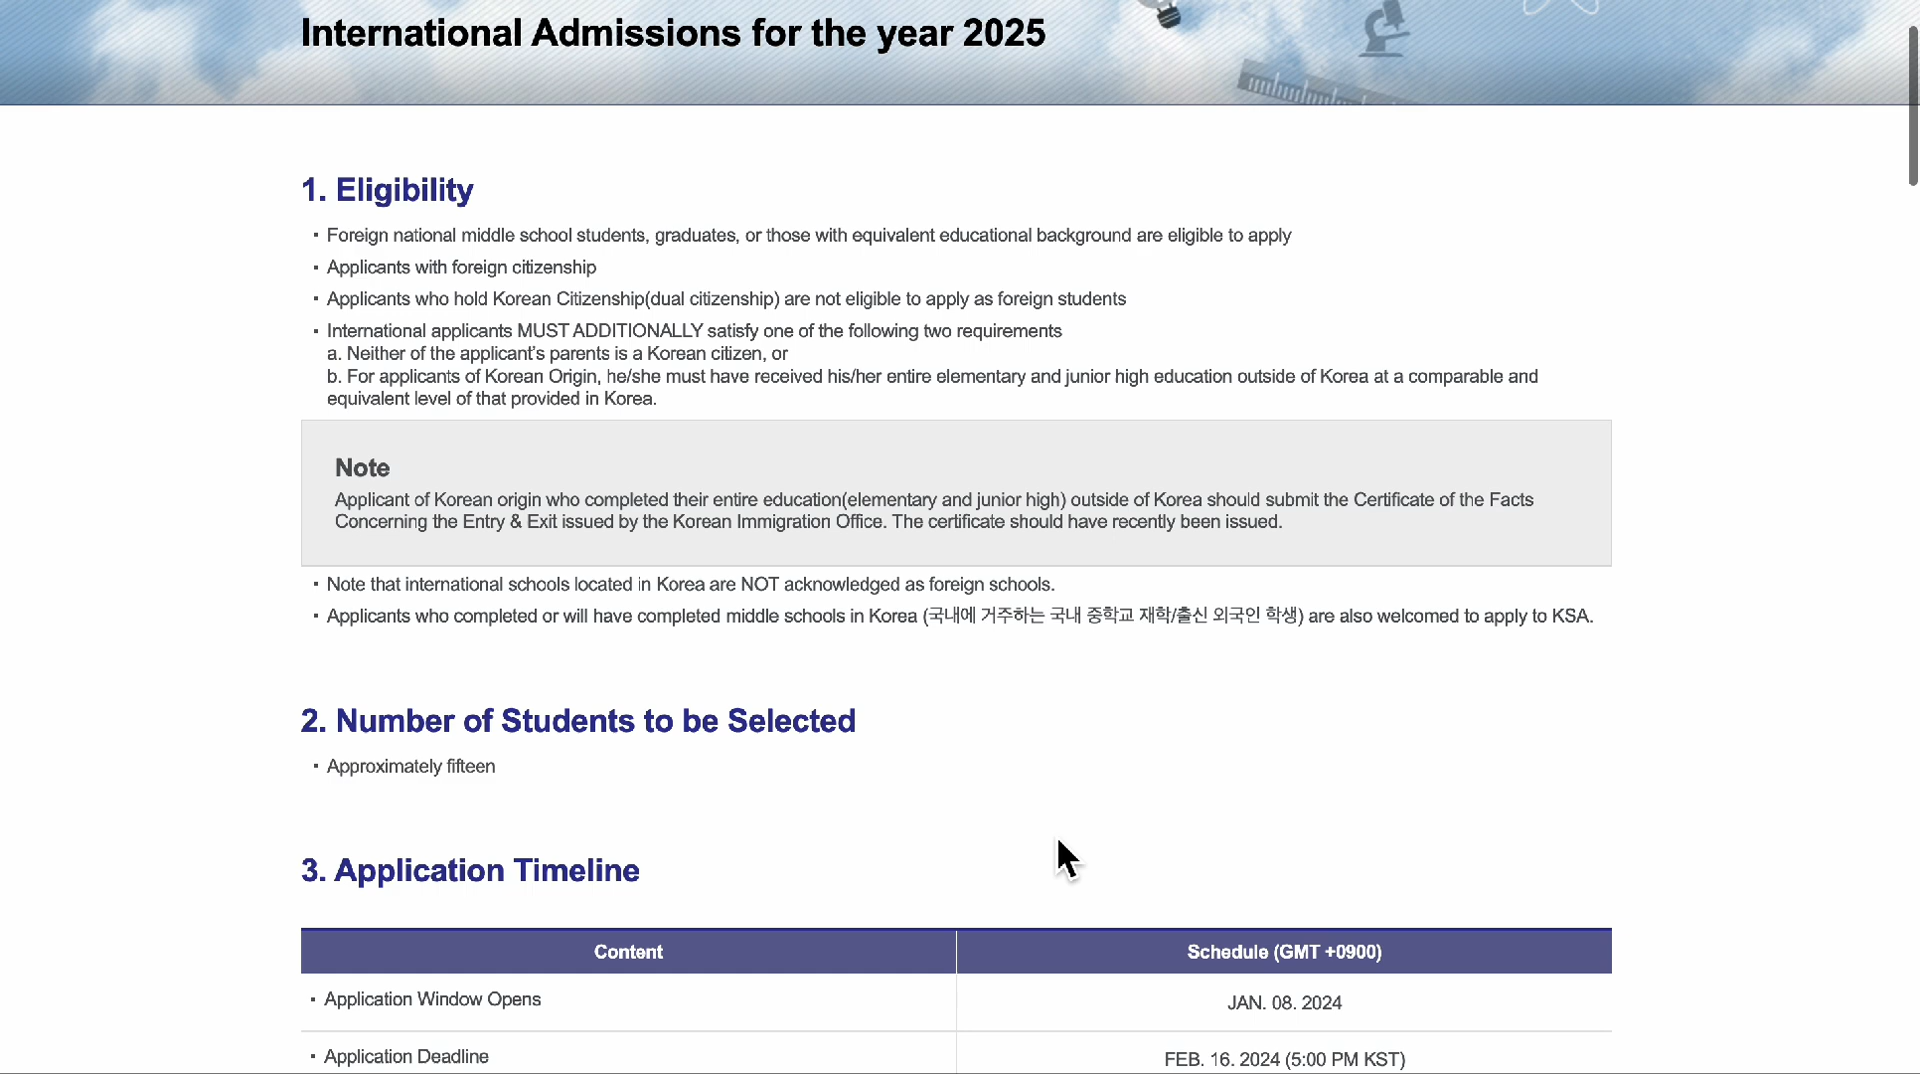 International Admissions for the year 2025
1. Eligibility
▪ Foreign national middle school students, graduates, or those with equivalent educational background are eligible to apply
▪ Applicants with foreign citizenship
▪ Applicants who hold Korean Citizenship(dual citizenship) are not eligible to apply as foreign students
▪ International applicants MUST ADDITIONALLY satisfy one of the following two requirements
a. Neither of the applicant's parents is a Korean citizen, or
b. For applicants of Korean Origin, he/she must have received his/her entire elementary and junior high education outside of Korea at a comparable and
equivalent level of that provided in Korea.
Note
Applicant of Korean origin who completed their entire education(elementary and junior high) outside of Korea should submit the Certificate of the Facts
Concerning the Entry & Exit issued by the Korean Immigration Office. The certificate should have recently been issued.
▪ Note that international schools located in Korea are NOT acknowledged as foreign schools.
▪ Applicants who completed or will have completed middle schools in Korea (국내에 거주하는 국내 중학교 재학/출신 외국인 학생) are also welcomed to apply to KSA.
2. Number of Students to be Selected
▪ Approximately fifteen
3. Application Timeline
Content Schedule (GMT +0900)
▪ Application Window Opens JAN. 08. 2024
▪ Application Deadline FEB. 16. 2024 (5:00 PM KST)